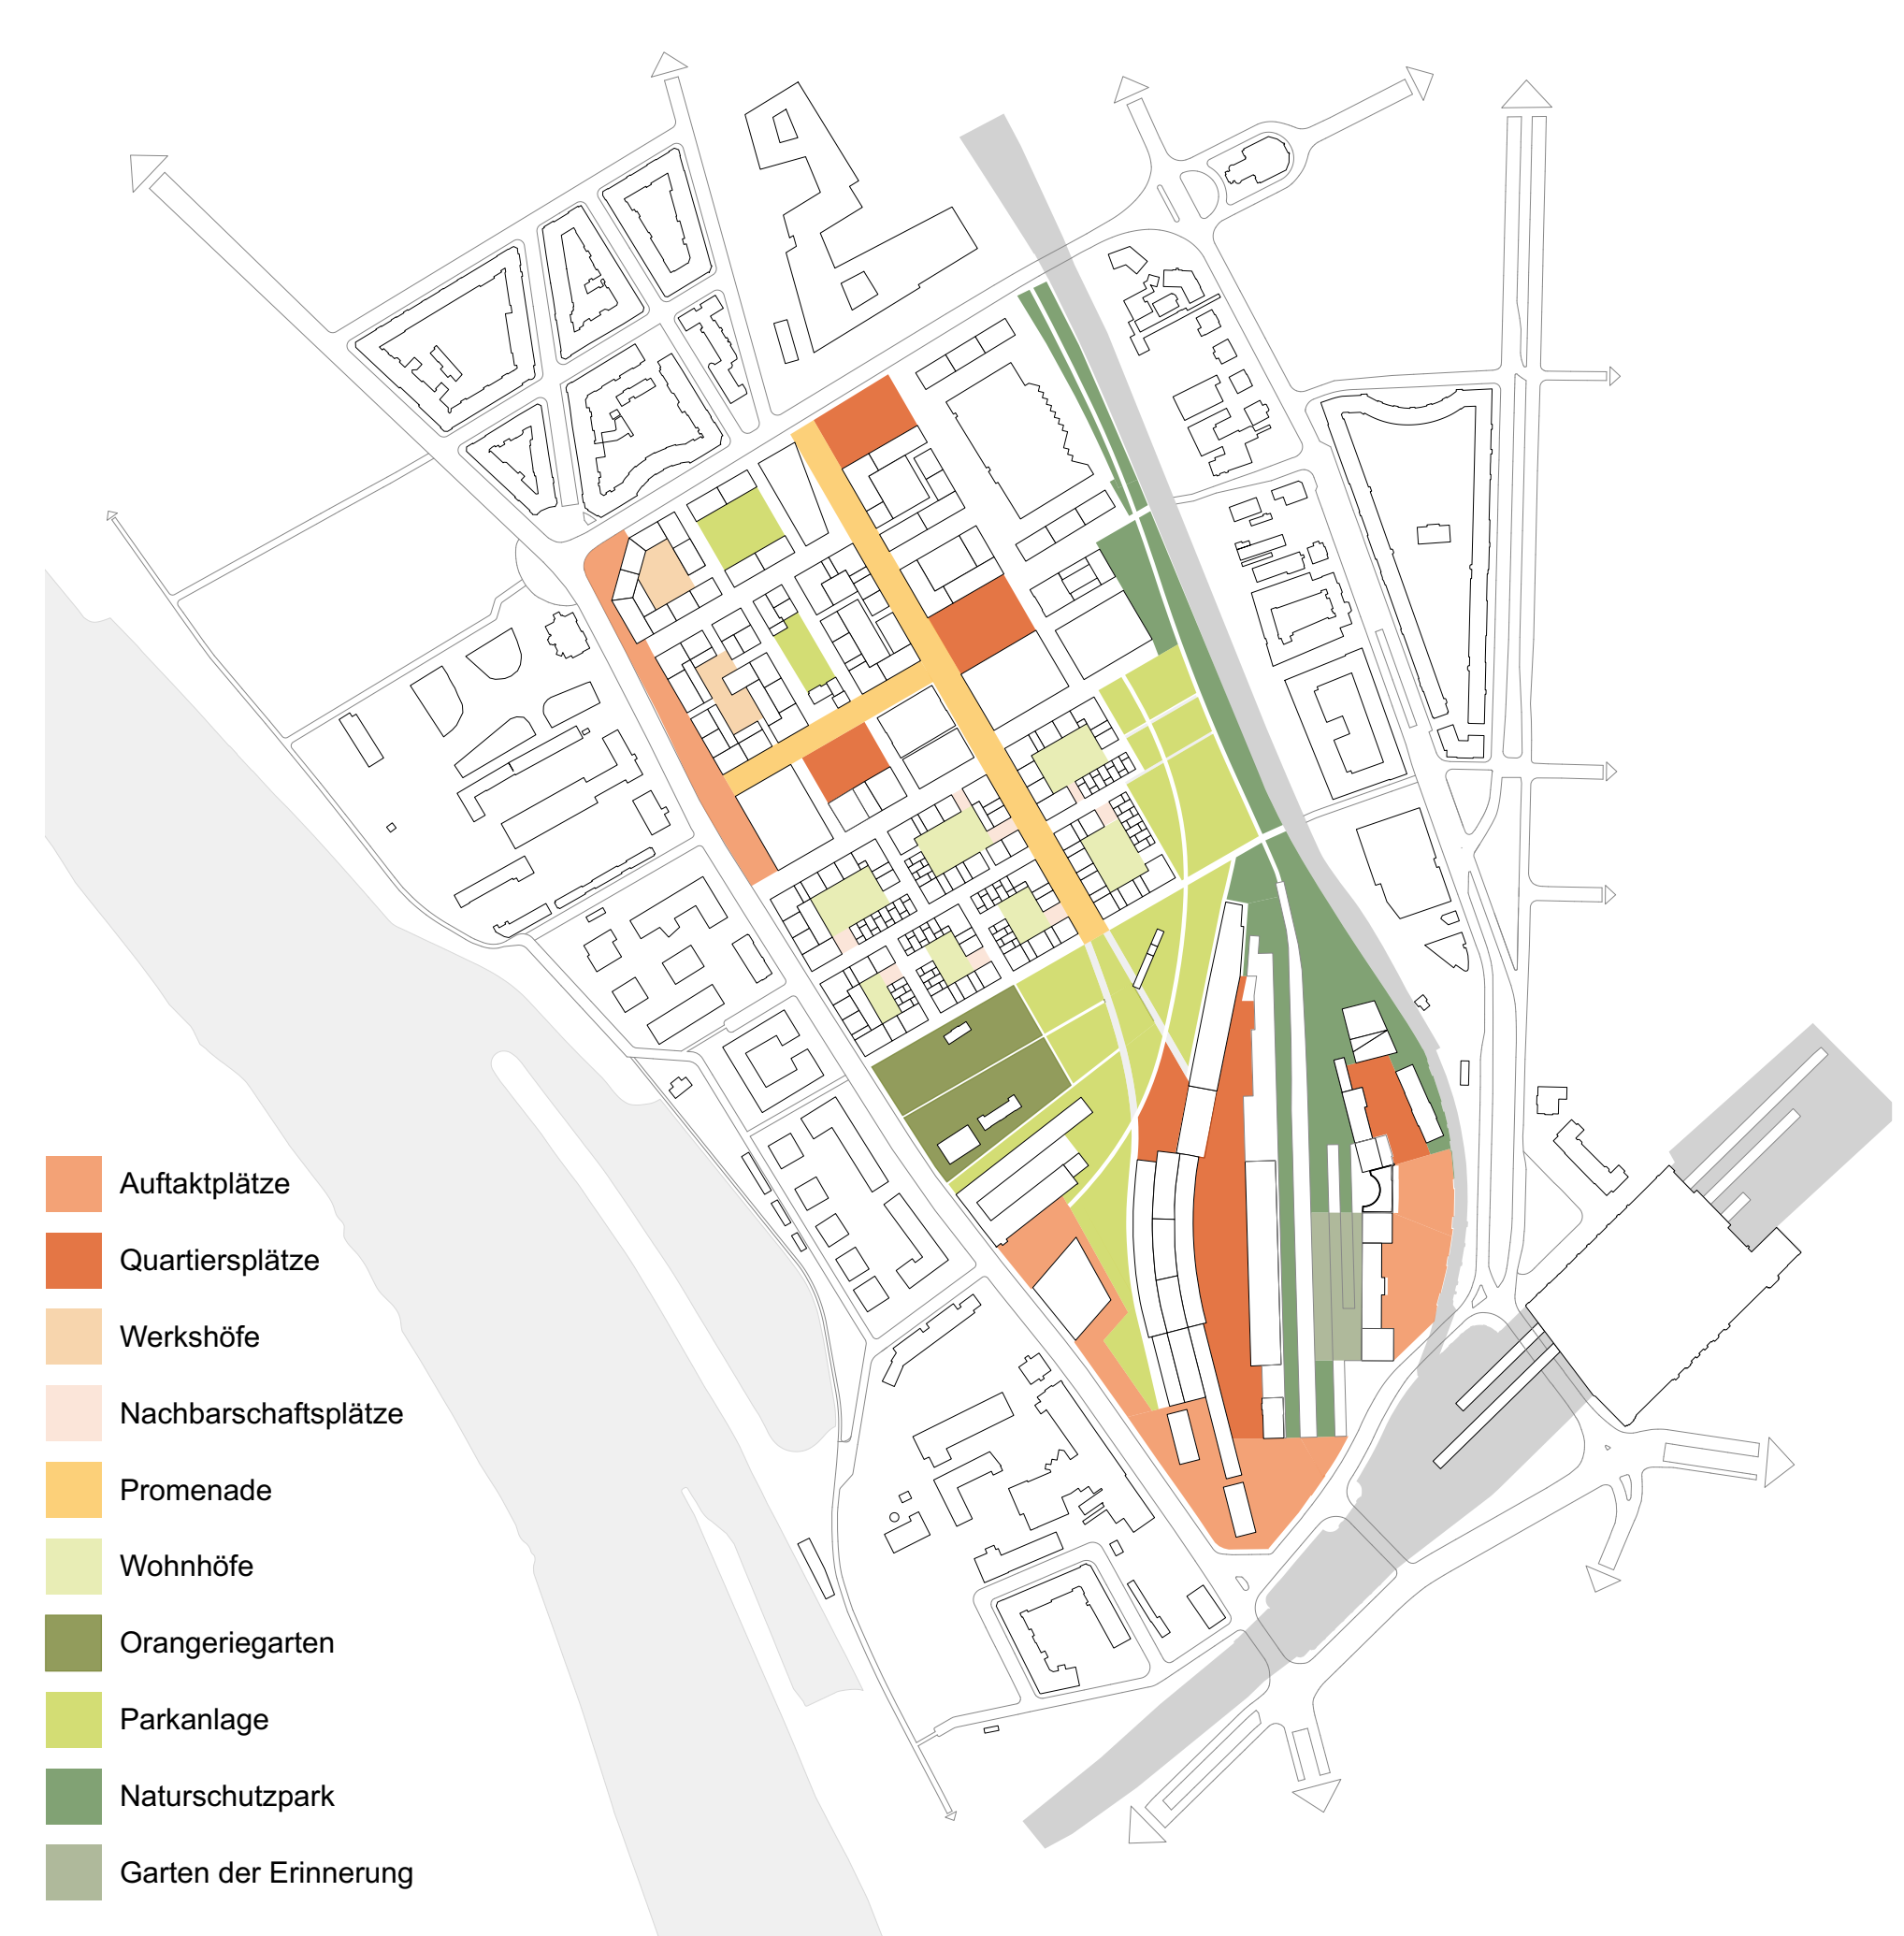 Auftaktplätze
Quartiersplätze
Werkshöfe
Nachbarschaftsplätze
Promenade
Wohnhöfe
Orangeriegarten
Parkanlage
Naturschutzpark
Garten der Erinnerung